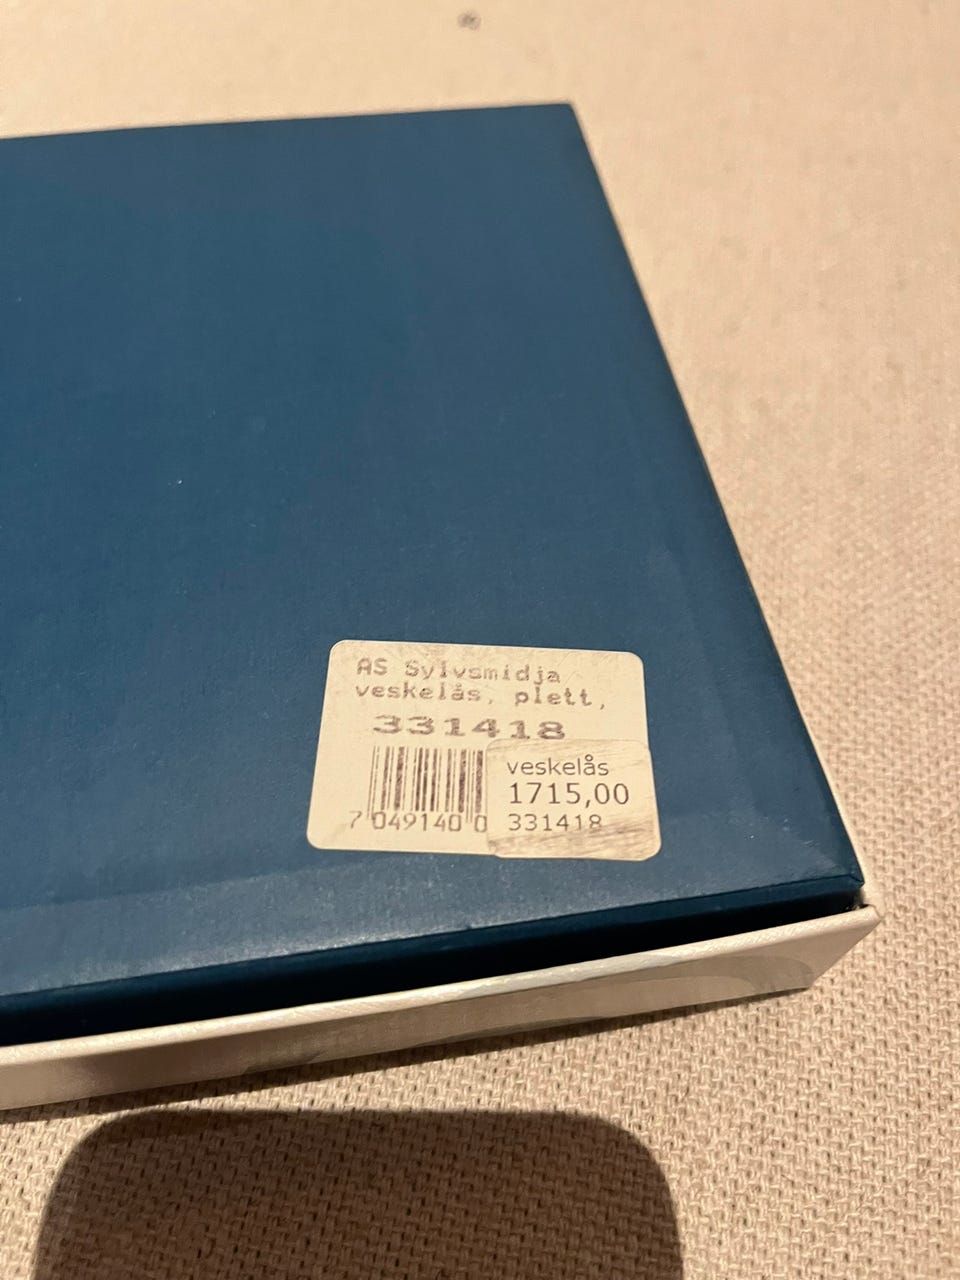 AS Sylvsmidja
veskelås, plett,
331418
7 049140 0
veskelås
1715,00
331418